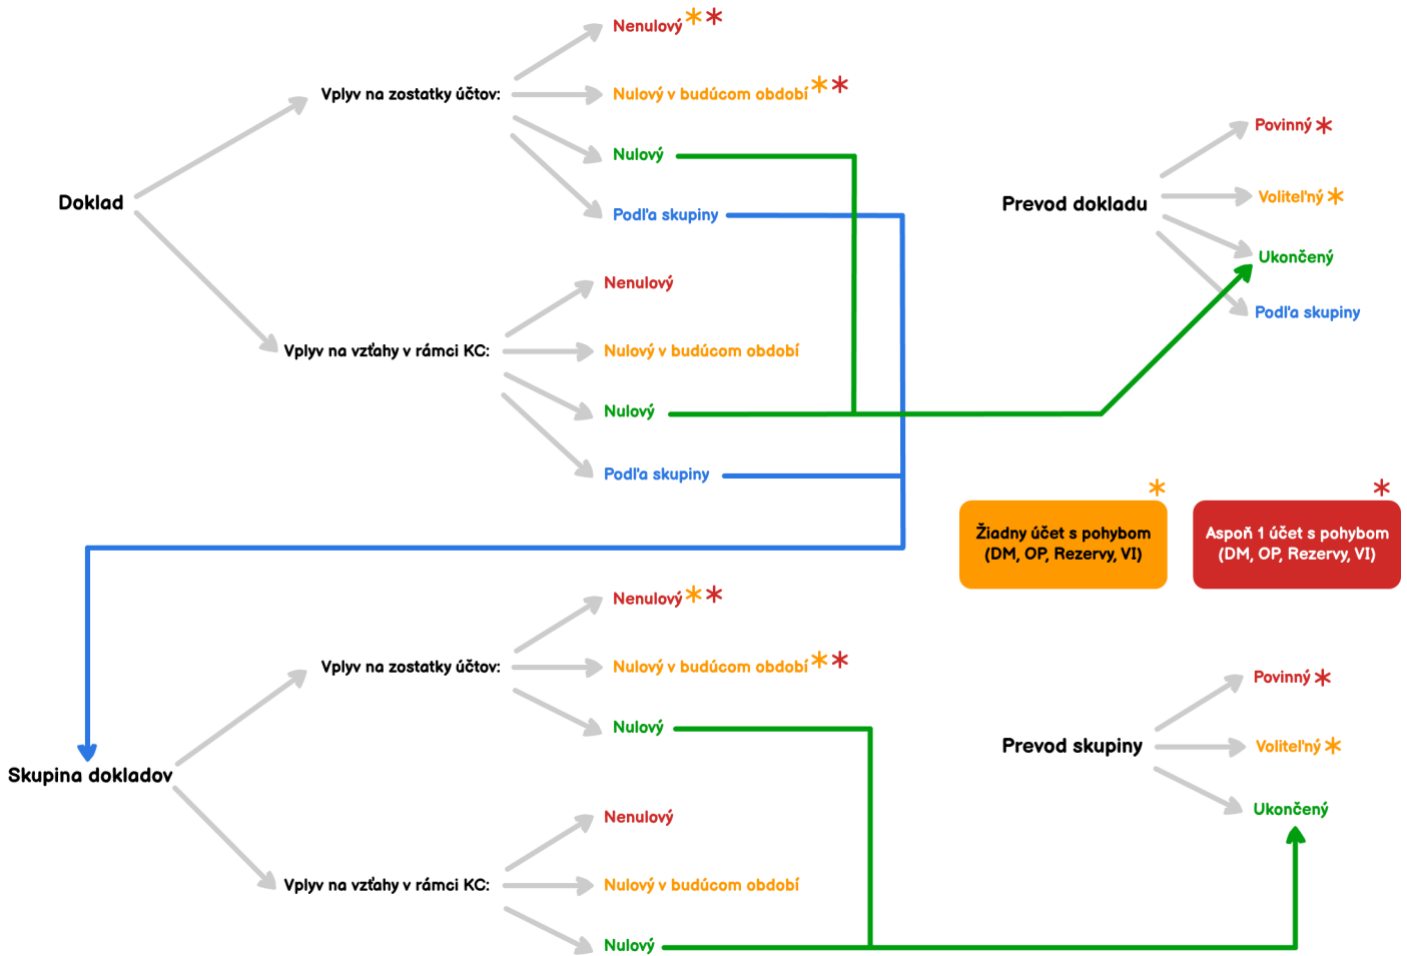 Doklad
Vplyv na zostatky účtov:
Nenulový * *
Nulový v budúcom období * *
Nulový
Podľa skupiny
Vplyv na vzťahy v rámci KC:
Nenulový
Nulový v budúcom období
Nulový
Podľa skupiny
Prevod dokladu
Povinný *
Voliteľný *
Ukončený
Podľa skupiny
*
Žiadny účet s pohybom
(DM, OP, Rezervy, VI)
*
Aspoň 1 účet s pohybom
(DM, OP, Rezervy, VI)
Skupina dokladov
Vplyv na zostatky účtov:
Nenulový * *
Nulový v budúcom období * *
Nulový
Vplyv na vzťahy v rámci KC:
Nenulový
Nulový v budúcom období
Nulový
Prevod skupiny
Povinný *
Voliteľný *
Ukončený